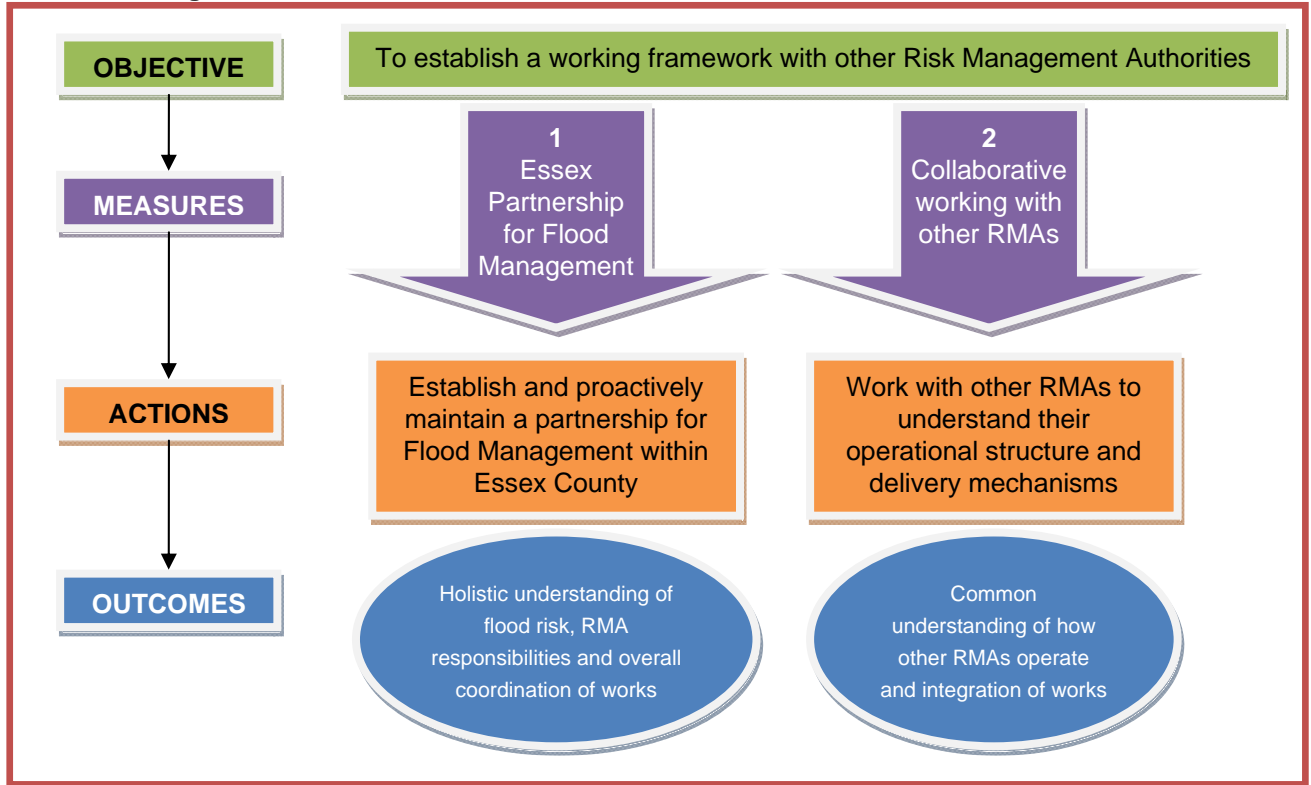 OBJECTIVE
To establish a working framework with other Risk Management Authorities
MEASURES
1
Essex
Partnership
for Flood
Management
2
Collaborative
working with
other RMAs
ACTIONS
Establish and proactively
maintain a partnership for
Flood Management within
Essex County
Work with other RMAs to
understand their
operational structure and
delivery mechanisms
OUTCOMES
Holistic understanding of
flood risk, RMA
responsibilities and overall
coordination of works
Common
understanding of how
other RMAs operate
and integration of works